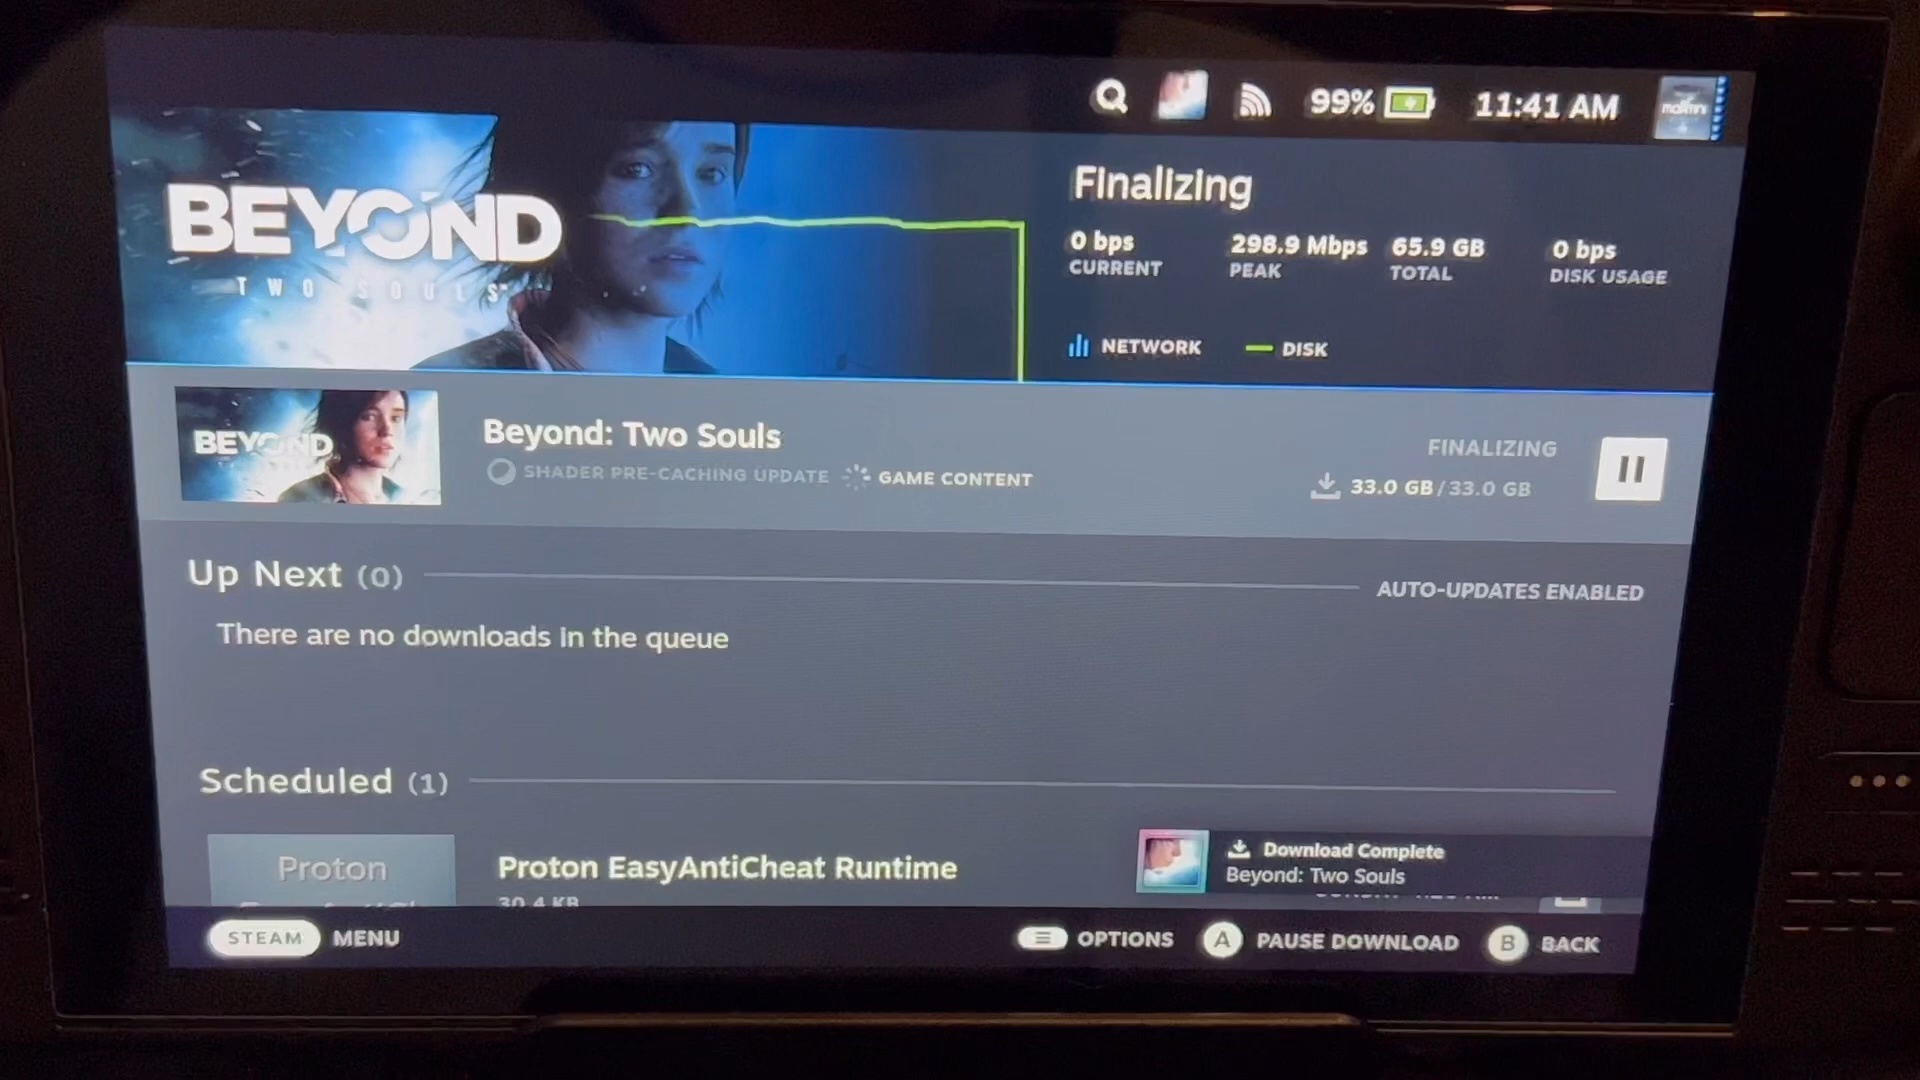 99%
11:41 AM
BEYOND
TWO SOULS
Finalizing
0 bps
CURRENT
298.9 Mbps
PEAK
65.9 GB
TOTAL
0 bps
DISK USAGE
NETWORK
DISK
BEYOND
Beyond: Two Souls
SHADER PRE-CACHING UPDATE
GAME CONTENT
FINALIZING
33.0 GB/33.0 GB
Up Next (0)
AUTO-UPDATES ENABLED
There are no downloads in the queue
Scheduled (1)
Proton
Proton EasyAntiCheat Runtime
30.4 KB
Download Complete
Beyond: Two Souls
STEAM MENU
OPTIONS
A PAUSE DOWNLOAD
B BACK